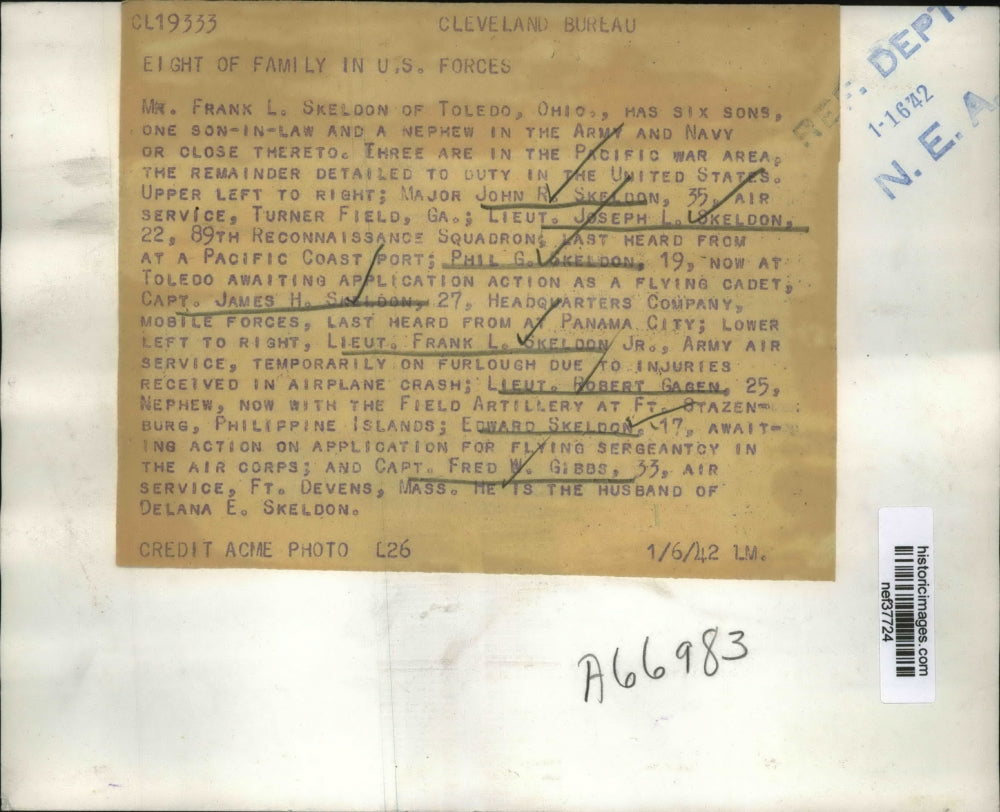 CL19333 CLEVELAND BUREAU
EIGHT OF FAMILY IN U.S. FORCES
MR. FRANK L. SKELDON OF TOLEDO, OHIO., HAS SIX SONS,
ONE SON-IN-LAW AND A NEPHEW IN THE ARMY AND NAVY
OR CLOSE THERETO. THREE ARE IN THE PACIFIC WAR AREA,
THE REMAINDER DETAILED TO DUTY IN THE UNITED STATES.
UPPER LEFT TO RIGHT; MAJOR JOHN R. SKELDON, 35, AIR
SERVICE, TURNER FIELD, GA.; LIEUT. JOSEPH L. SKELDON,
22, 89TH RECONNAISSANCE SQUADRON, LAST HEARD FROM
AT A PACIFIC COAST PORT; PHIL G. SKELDON, 19, NOW AT
TOLEDO AWAITING APPLICATION ACTION AS A FLYING CADET,
CAPT. JAMES H. SKELDON, 27, HEADQUARTERS COMPANY,
MOBILE FORCES, LAST HEARD FROM AT PANAMA CITY; LOWER
LEFT TO RIGHT, LIEUT. FRANK L. SKELDON JR., ARMY AIR
SERVICE, TEMPORARILY ON FURLOUGH DUE TO INJURIES
RECEIVED IN AIRPLANE CRASH; LIEUT. ROBERT GAGEN, 25,
NEPHEW, NOW WITH THE FIELD ARTILLERY AT FT. STAZEN-
BURG, PHILIPPINE ISLANDS; EDWARD SKELDON, 17, AWAIT-
ING ACTION ON APPLICATION FOR FLYING SERGEANTCY IN
THE AIR CORPS; AND CAPT. FRED W. GIBBS, 33, AIR
SERVICE, FT. DEVENS, MASS. HE IS THE HUSBAND OF
DELANA E. SKELDON.
CREDIT ACME PHOTO L26 1/6/42 LM.
REF. DEPT.
1-16'42
N. E. A
A66983
historicimages.com
nef37724